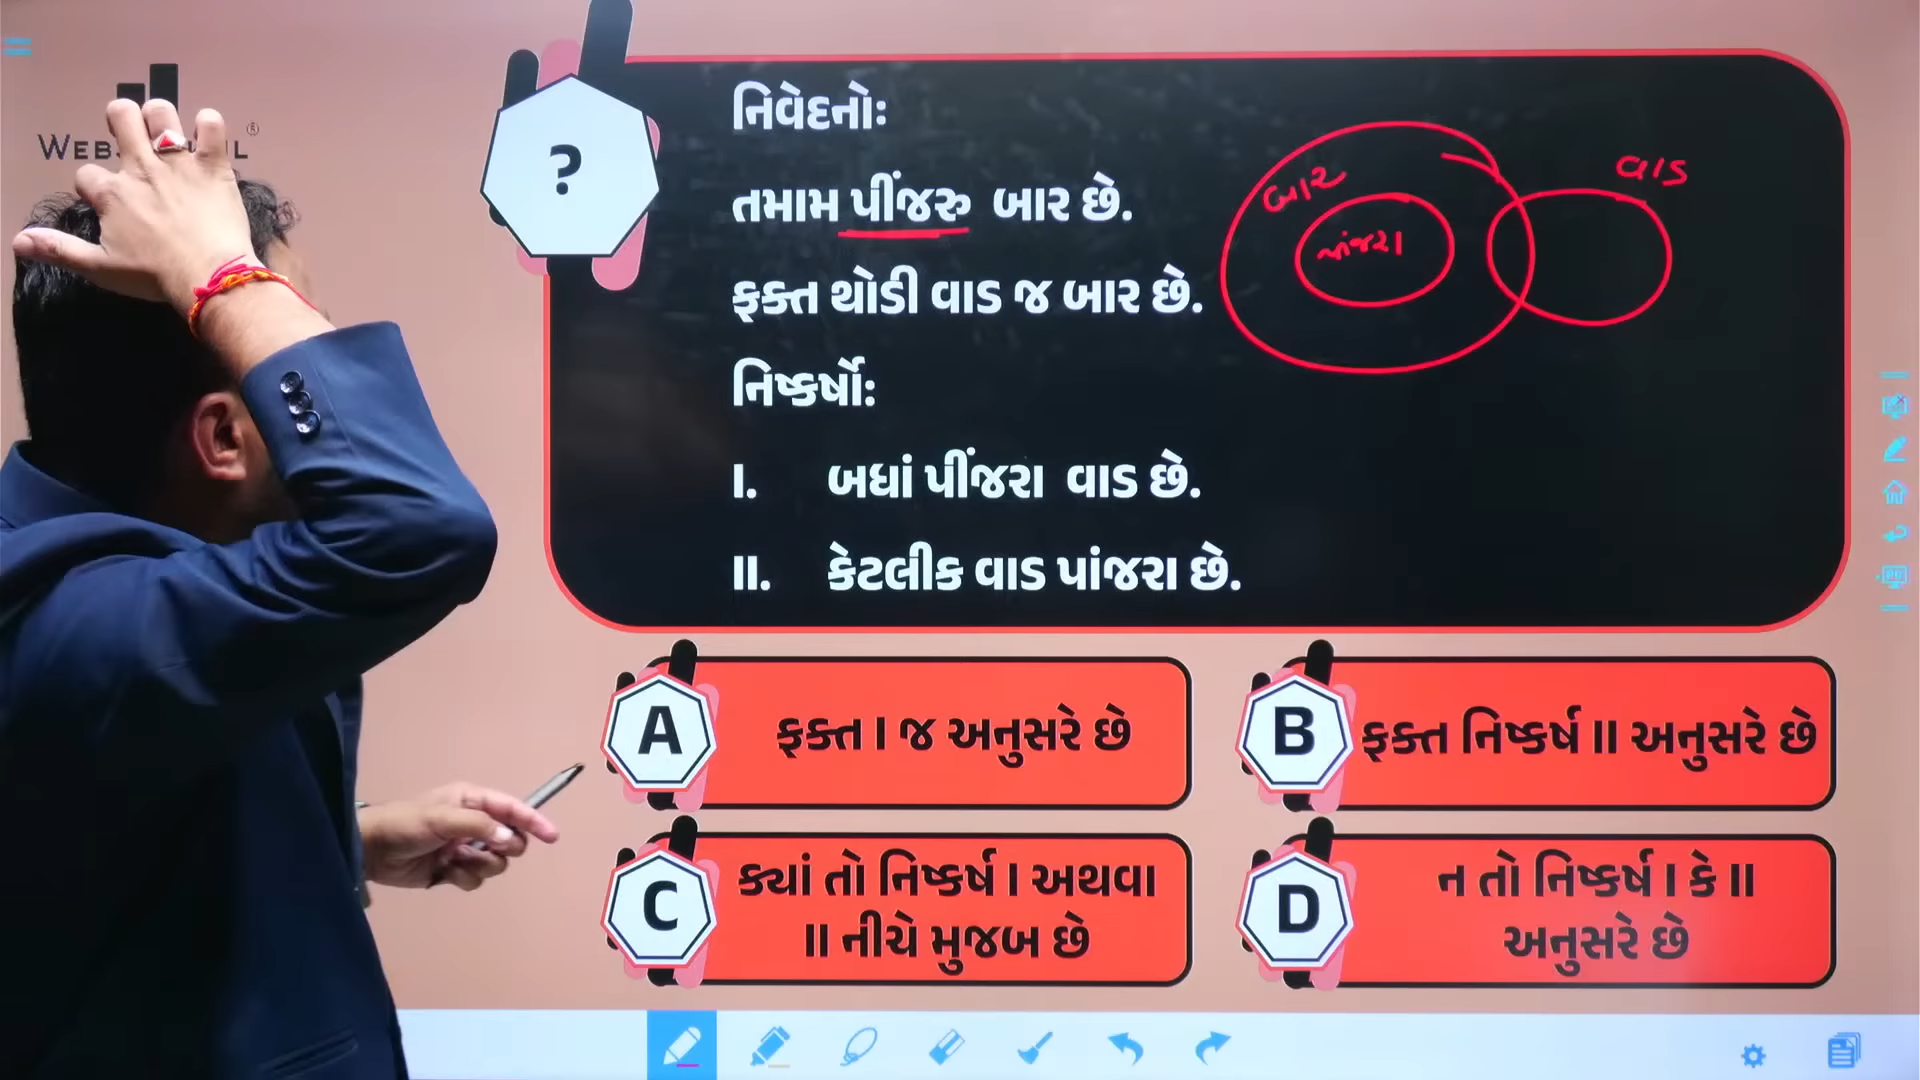 ?
નિવેદનોઃ
તમામ પીંજરુ બાર છે.
ફક્ત થોડી વાડ જ બાર છે.
નિષ્કર્ષોઃ
I. બધાં પીંજરા વાડ છે.
II. કેટલીક વાડ પાંજરા છે.
બાર
પાંજરા
વાડ
A ફક્ત I જ અનુસરે છે
B ફક્ત નિષ્કર્ષ II અનુસરે છે
C ક્યાં તો નિષ્કર્ષ I અથવા
II નીચે મુજબ છે
D ન તો નિષ્કર્ષ I કે II
અનુસરે છે